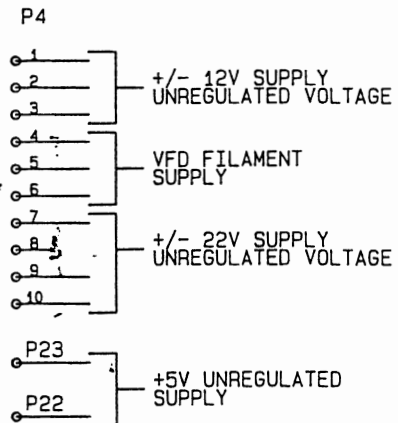 P4
1
2
3
+/- 12V SUPPLY
UNREGULATED VOLTAGE
4
5
6
VFD FILAMENT
SUPPLY
7
8
9
10
+/- 22V SUPPLY
UNREGULATED VOLTAGE
P23
P22
+5V UNREGULATED
SUPPLY